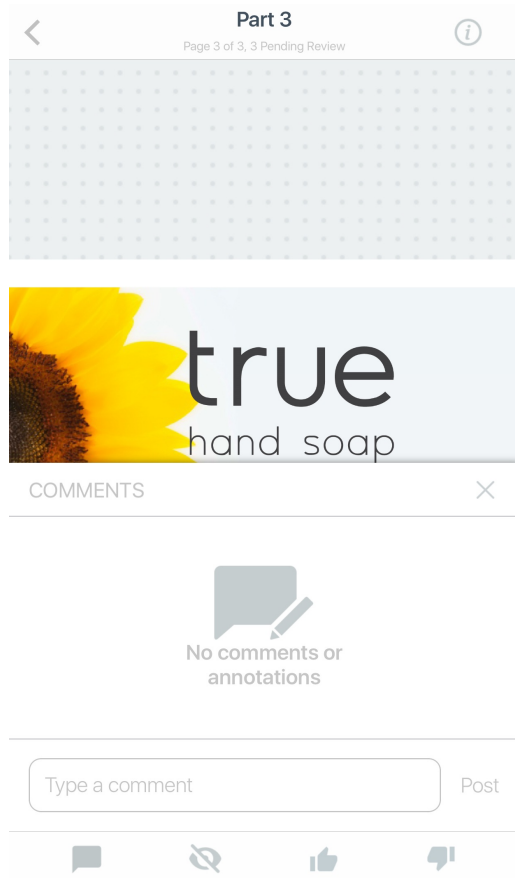 Part 3
Page 3 of 3, 3 Pending Review
i
true
hand soap
COMMENTS
No comments or
annotations
Type a comment
Post